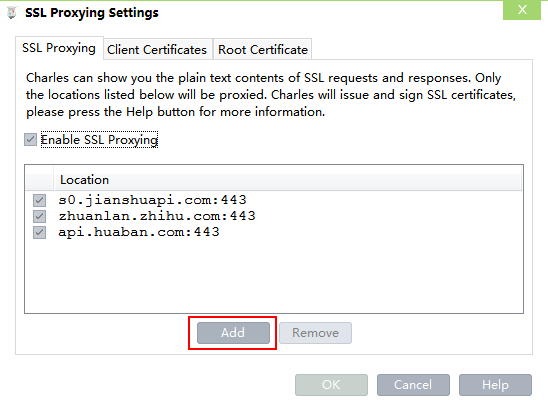 SSL Proxying Settings
X
SSL Proxying Client Certificates Root Certificate
Charles can show you the plain text contents of SSL requests and responses. Only
the locations listed below will be proxied. Charles will issue and sign SSL certificates,
please press the Help button for more information.
Enable SSL Proxying
Location
s0.jianshuapi.com:443
zhuanlan.zhihu.com:443
api.huaban.com:443
Add Remove
OK Cancel Help